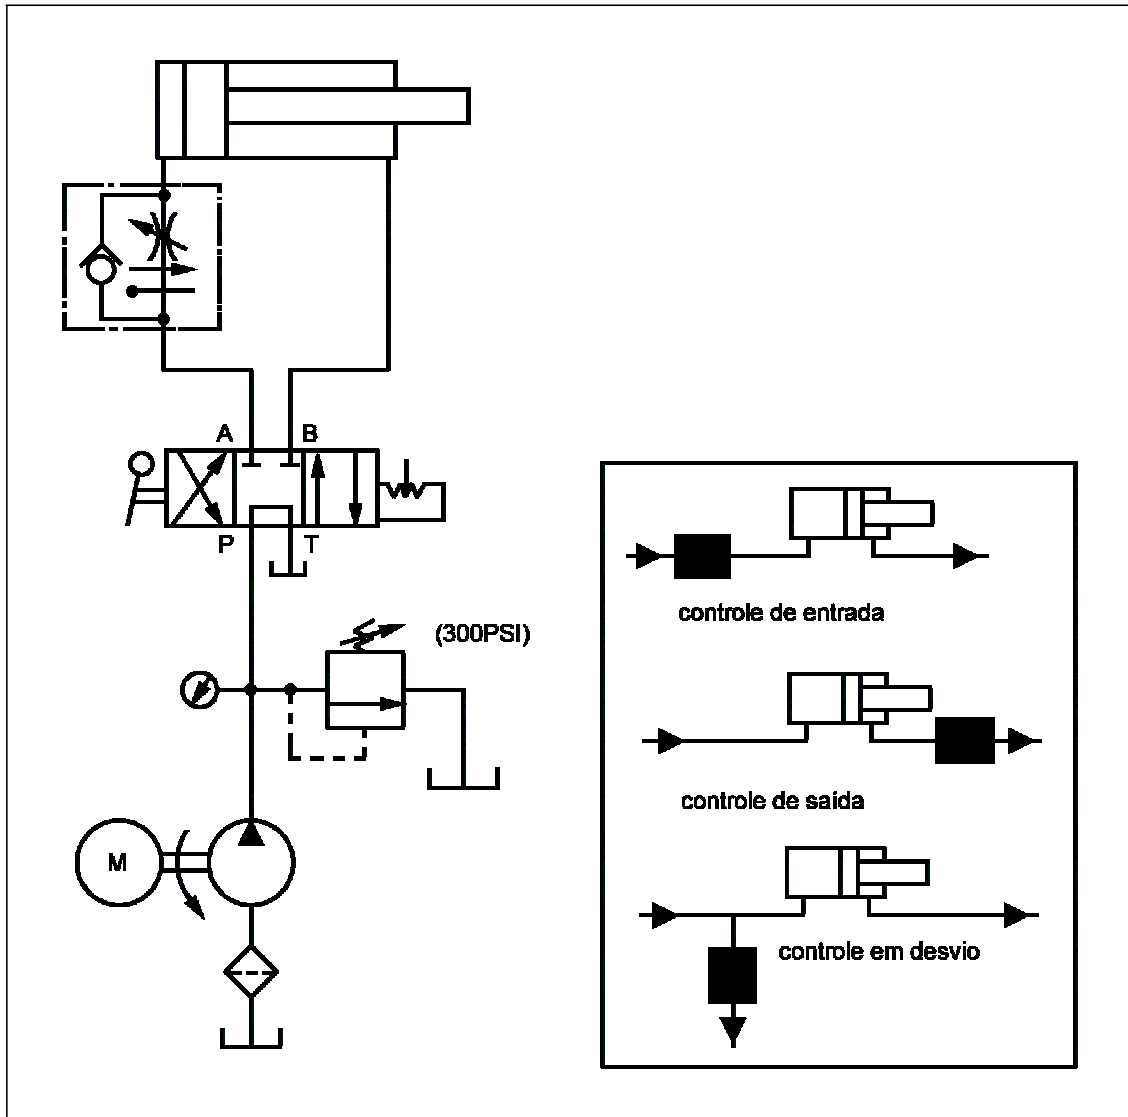 A B
P T
(300PSI)
M
controle de entrada
controle de saída
controle em desvio